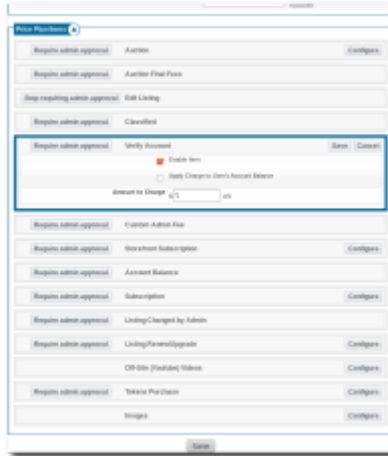 Price Plan Items
Require admin approval Auction Configure
Require admin approval Auction Final Fees
Stop requiring admin approval Edit Listing
Require admin approval Classified
Require admin approval Verify Account Save Cancel
Enable Item
Apply Charge to User's Account Balance
Amount to Charge
Require admin approval Custom Admin Fee
Require admin approval Storefront Subscription Configure
Require admin approval Account Balance
Require admin approval Subscription Configure
Require admin approval Listing Changed by Admin
Require admin approval Listing Renew/Upgrade Configure
Off-Site (Youtube) Videos Configure
Require admin approval Tokens Purchase Configure
Images Configure
Save